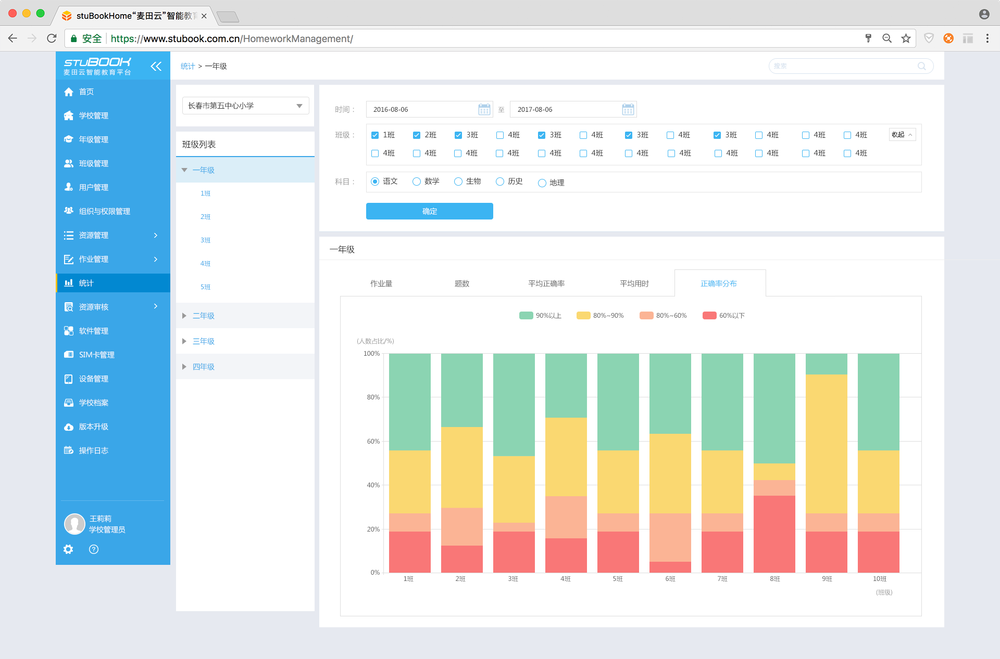 stuBookHome“麦田云”智能教育
安全 https://www.stubook.com.cn/HomeworkManagement/
stuBOOK
麦田云智能教育平台
统计 > 一年级
搜索
首页
学校管理
年级管理
班级管理
用户管理
组织与权限管理
资源管理
作业管理
统计
资源审核
软件管理
SIM卡管理
设备管理
学校档案
版本升级
操作日志
王莉莉
学校管理员
长春市第五中心小学
班级列表
一年级
1班
2班
3班
4班
5班
二年级
三年级
四年级
时间： 2016-08-06 至 2017-08-06
班级： 1班 2班 3班 4班 3班 4班 3班 4班 3班 4班 4班 4班 收起
4班 4班 4班 4班 4班 4班 4班 4班 4班 4班 4班 4班
科目： 语文 数学 生物 历史 地理
确定
一年级
作业量 题数 平均正确率 平均用时 正确率分布
90%以上 80%~90% 80%~60% 60%以下
(人数占比/%)
100%
80%
60%
40%
20%
0%
1班 2班 3班 4班 5班 6班 7班 8班 9班 10班
(班级)